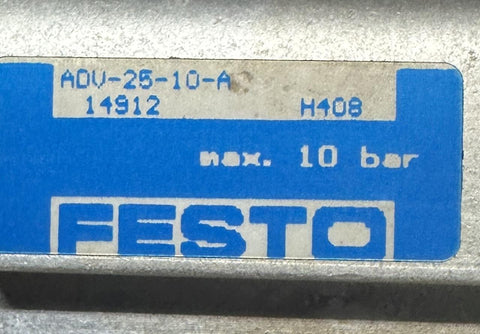 ADV-25-10-A
14912 H408
max. 10 bar
FESTO